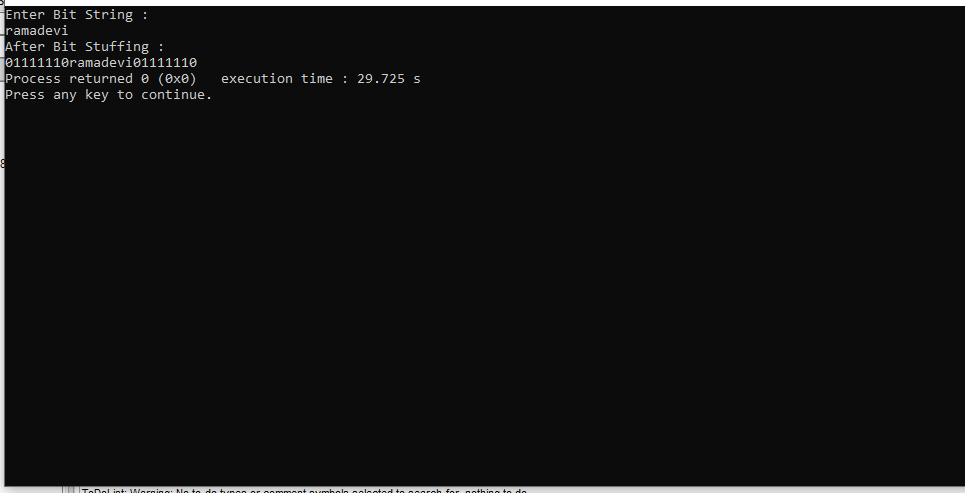 Enter Bit String :
ramadevi
After Bit Stuffing :
01111110ramadevi01111110
Process returned 0 (0x0)   execution time : 29.725 s
Press any key to continue.
ToDoList: Warning: No to-do types or comment symbols selected to search for, nothing to do